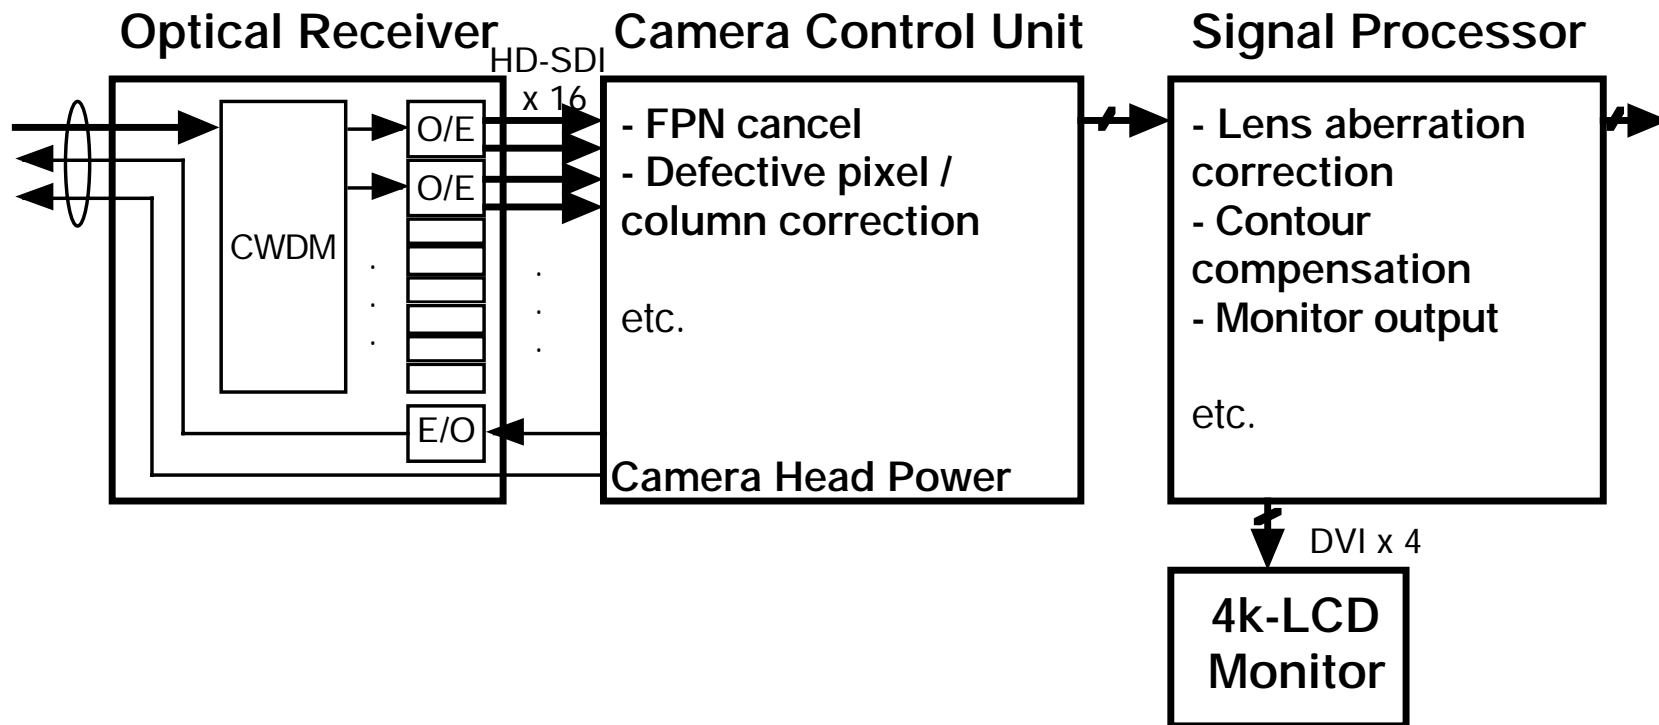 Optical Receiver
Camera Control Unit
Signal Processor
HD-SDI
x 16
CWDM
O/E
O/E
E/O
- FPN cancel
- Defective pixel /
column correction
etc.
Camera Head Power
- Lens aberration
correction
- Contour
compensation
- Monitor output
etc.
DVI x 4
4k-LCD
Monitor